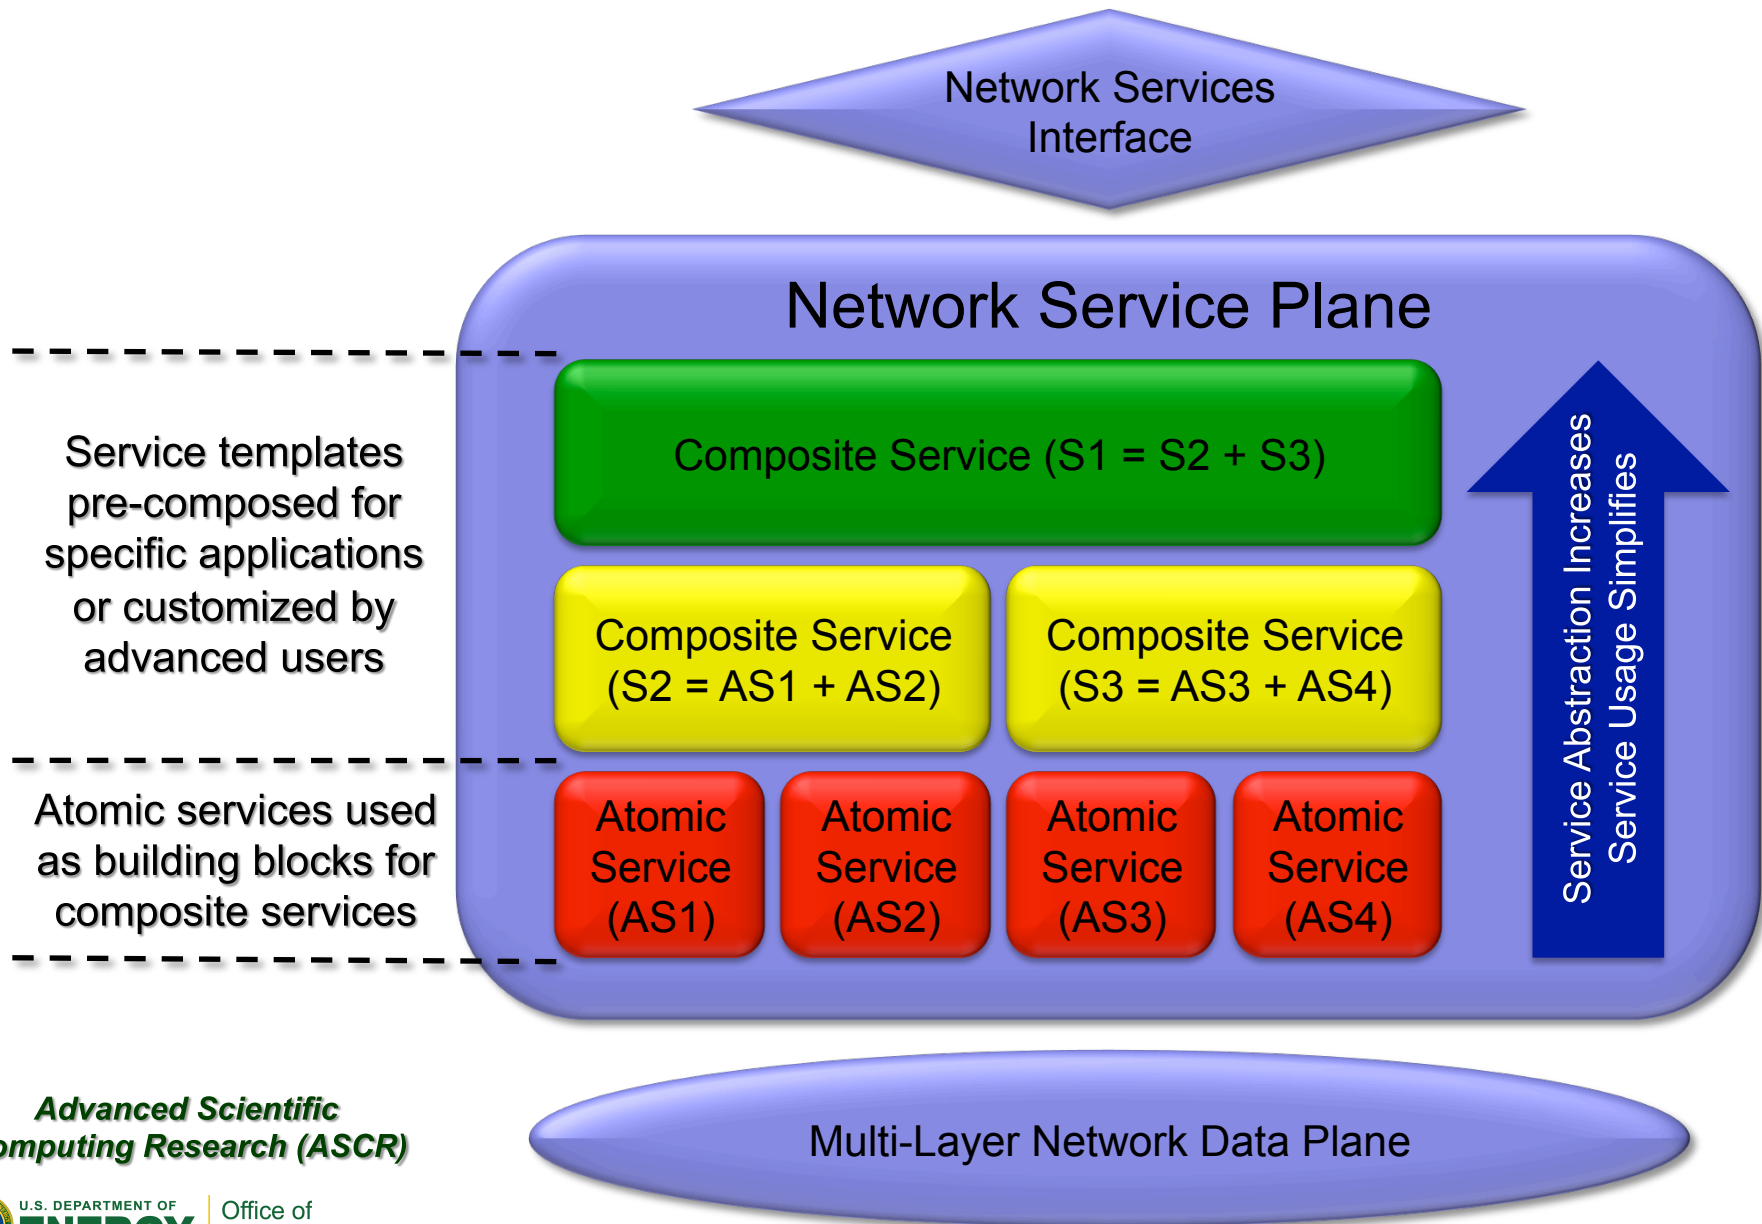 Network Services
Interface
Network Service Plane
Service templates
pre-composed for
specific applications
or customized by
advanced users
Composite Service (S1 = S2 + S3)
Composite Service
(S2 = AS1 + AS2)
Composite Service
(S3 = AS3 + AS4)
Service Abstraction Increases
Service Usage Simplifies
Atomic services used
as building blocks for
composite services
Atomic
Service
(AS1)
Atomic
Service
(AS2)
Atomic
Service
(AS3)
Atomic
Service
(AS4)
Multi-Layer Network Data Plane
Advanced Scientific
omputing Research (ASCR)
U.S. DEPARTMENT OF
ENERGY
Office of